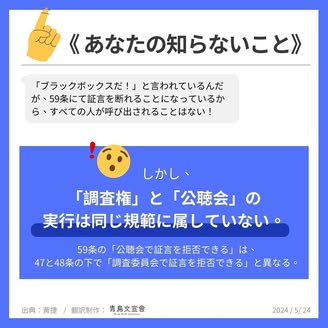 《あなたの知らないこと》
「ブラックボックスだ！」と言われているんだ
が、59条にて証言を断れることになっているか
ら、すべての人が呼び出されることはない！
しかし、
「調査権」と「公聴会」の
実行は同じ規範に属していない。
59条の「公聴会で証言を拒否できる」は、
47と48条の下で「調査委員会で証言を拒否できる」と異なる。
出典：黃捷 / 翻訳制作： 青鳥文宣舍
2024 / 5/ 24